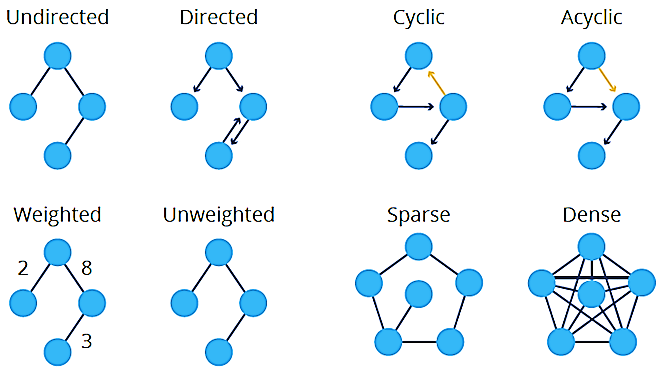 Undirected
Directed
Cyclic
Acyclic
Weighted
2
8
3
Unweighted
Sparse
Dense